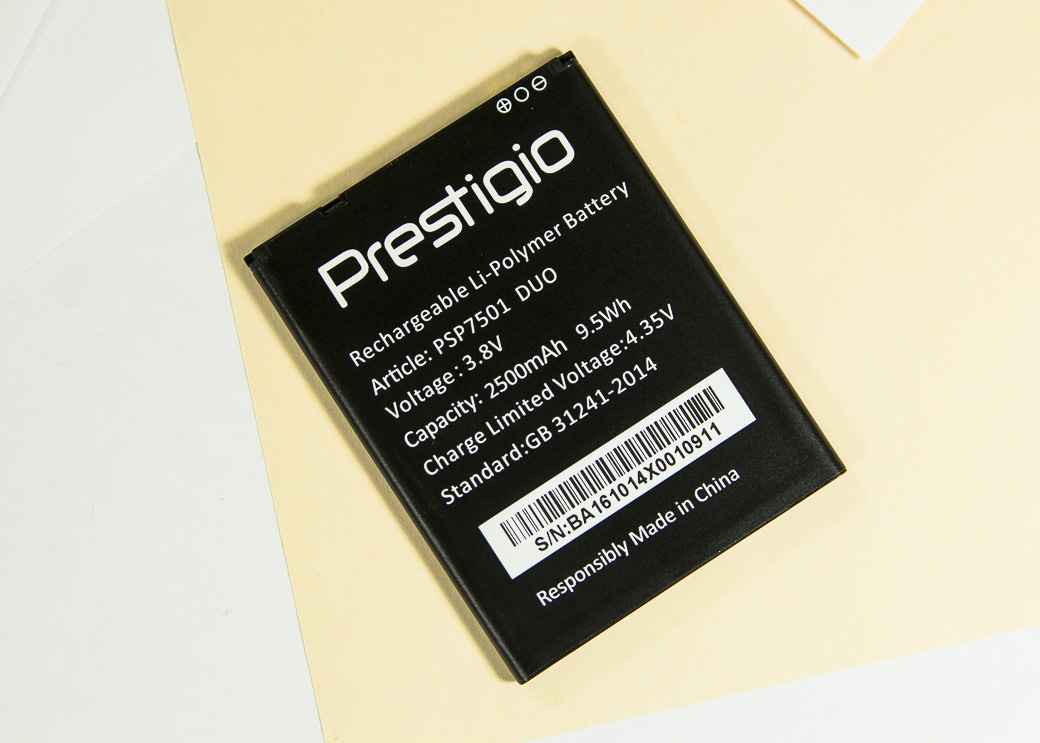 ⊕○⊖
Prestigio
Rechargeable Li-Polymer Battery
Article: PSP7501 DUO
Voltage : 3.8V
Capacity: 2500mAh 9.5Wh
Charge Limited Voltage:4.35V
Standard:GB 31241-2014
S/N:BA161014X0010911
Responsibly Made in China